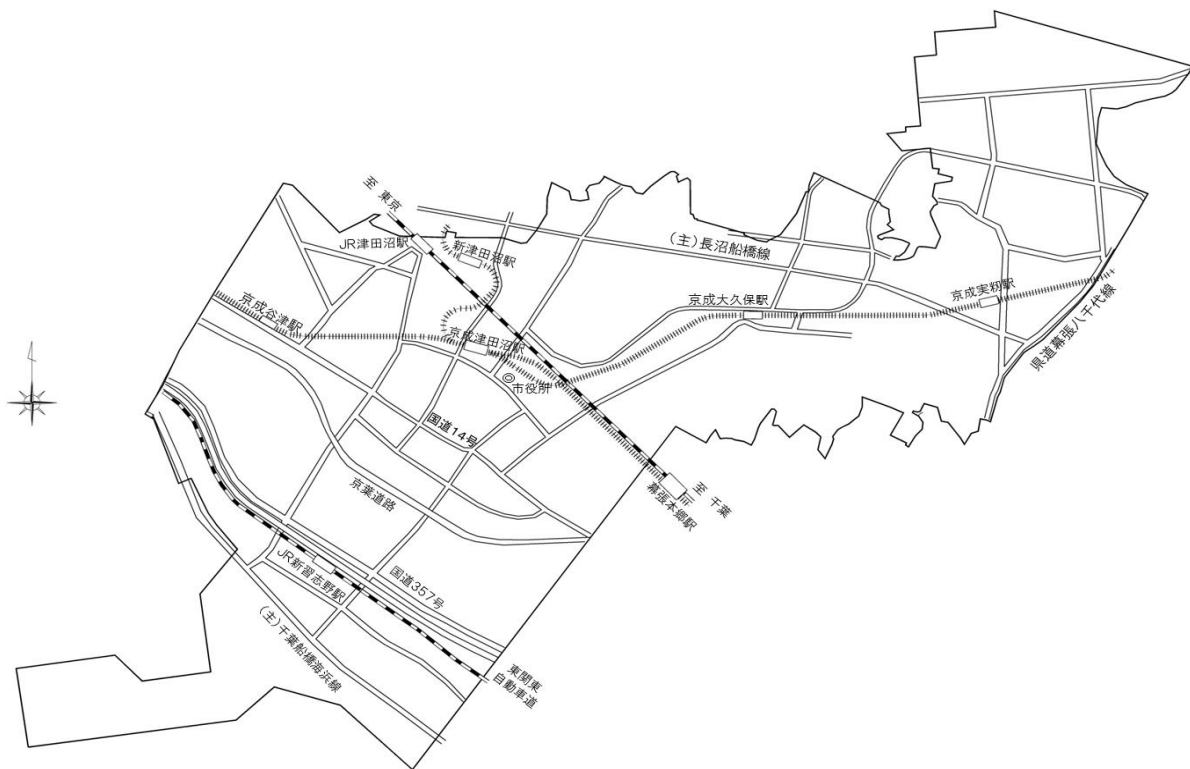 至 東京
JR津田沼駅
新津田沼駅
(主)長沼船橋線
京成谷津駅
京成津田沼駅
京成大久保駅
京成実籾駅
県道幕張八千代線
市役所
国道14号
京葉道路
幕張本郷駅
至 千葉
JR新習志野駅
国道357号
(主)千葉船橋海浜線
東関東
自動車道